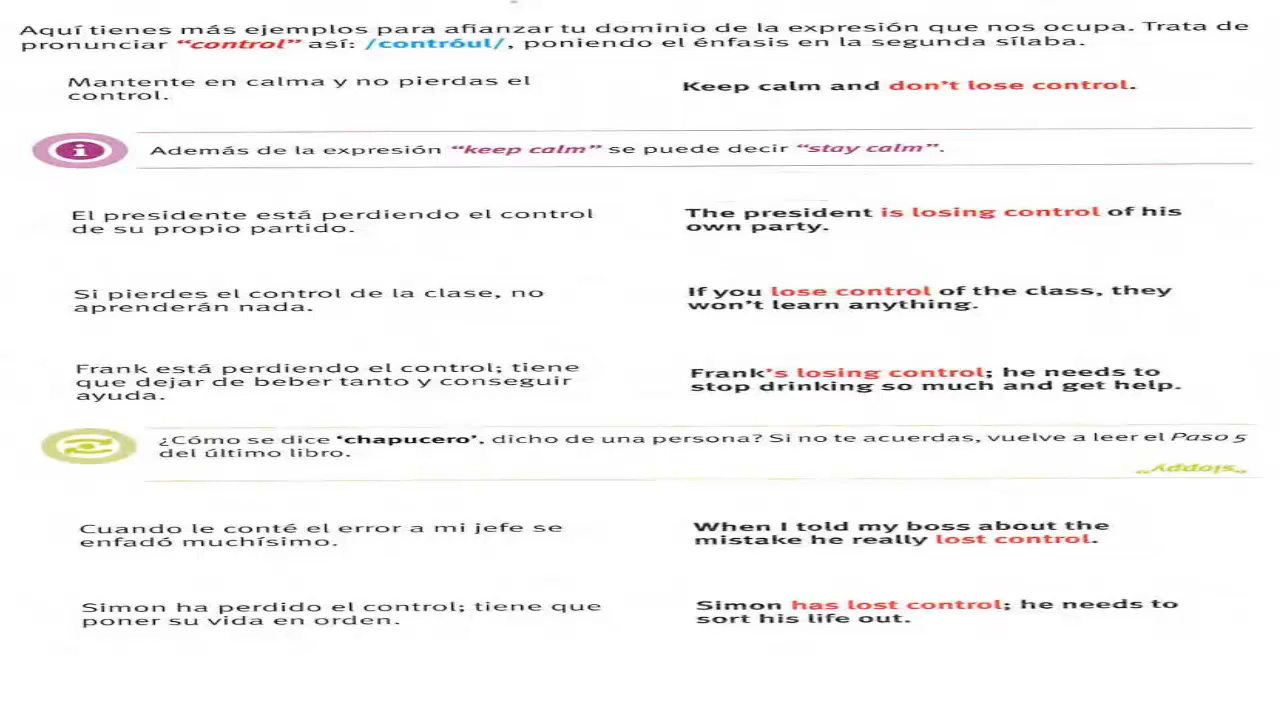 Aquí tienes más ejemplos para afianzar tu dominio de la expresión que nos ocupa. Trata de
pronunciar “control” así: /contróul/, poniendo el énfasis en la segunda sílaba.
Mantente en calma y no pierdas el
control.
Keep calm and don’t lose control.
i
Además de la expresión “keep calm” se puede decir “stay calm”.
El presidente está perdiendo el control
de su propio partido.
The president is losing control of his
own party.
Si pierdes el control de la clase, no
aprenderán nada.
If you lose control of the class, they
won’t learn anything.
Frank está perdiendo el control; tiene
que dejar de beber tanto y conseguir
ayuda.
Frank’s losing control; he needs to
stop drinking so much and get help.
¿Cómo se dice ‘chapucero’, dicho de una persona? Si no te acuerdas, vuelve a leer el Paso 5
del último libro.
“sloppy”
Cuando le conté el error a mi jefe se
enfadó muchísimo.
When I told my boss about the
mistake he really lost control.
Simon ha perdido el control; tiene que
poner su vida en orden.
Simon has lost control; he needs to
sort his life out.